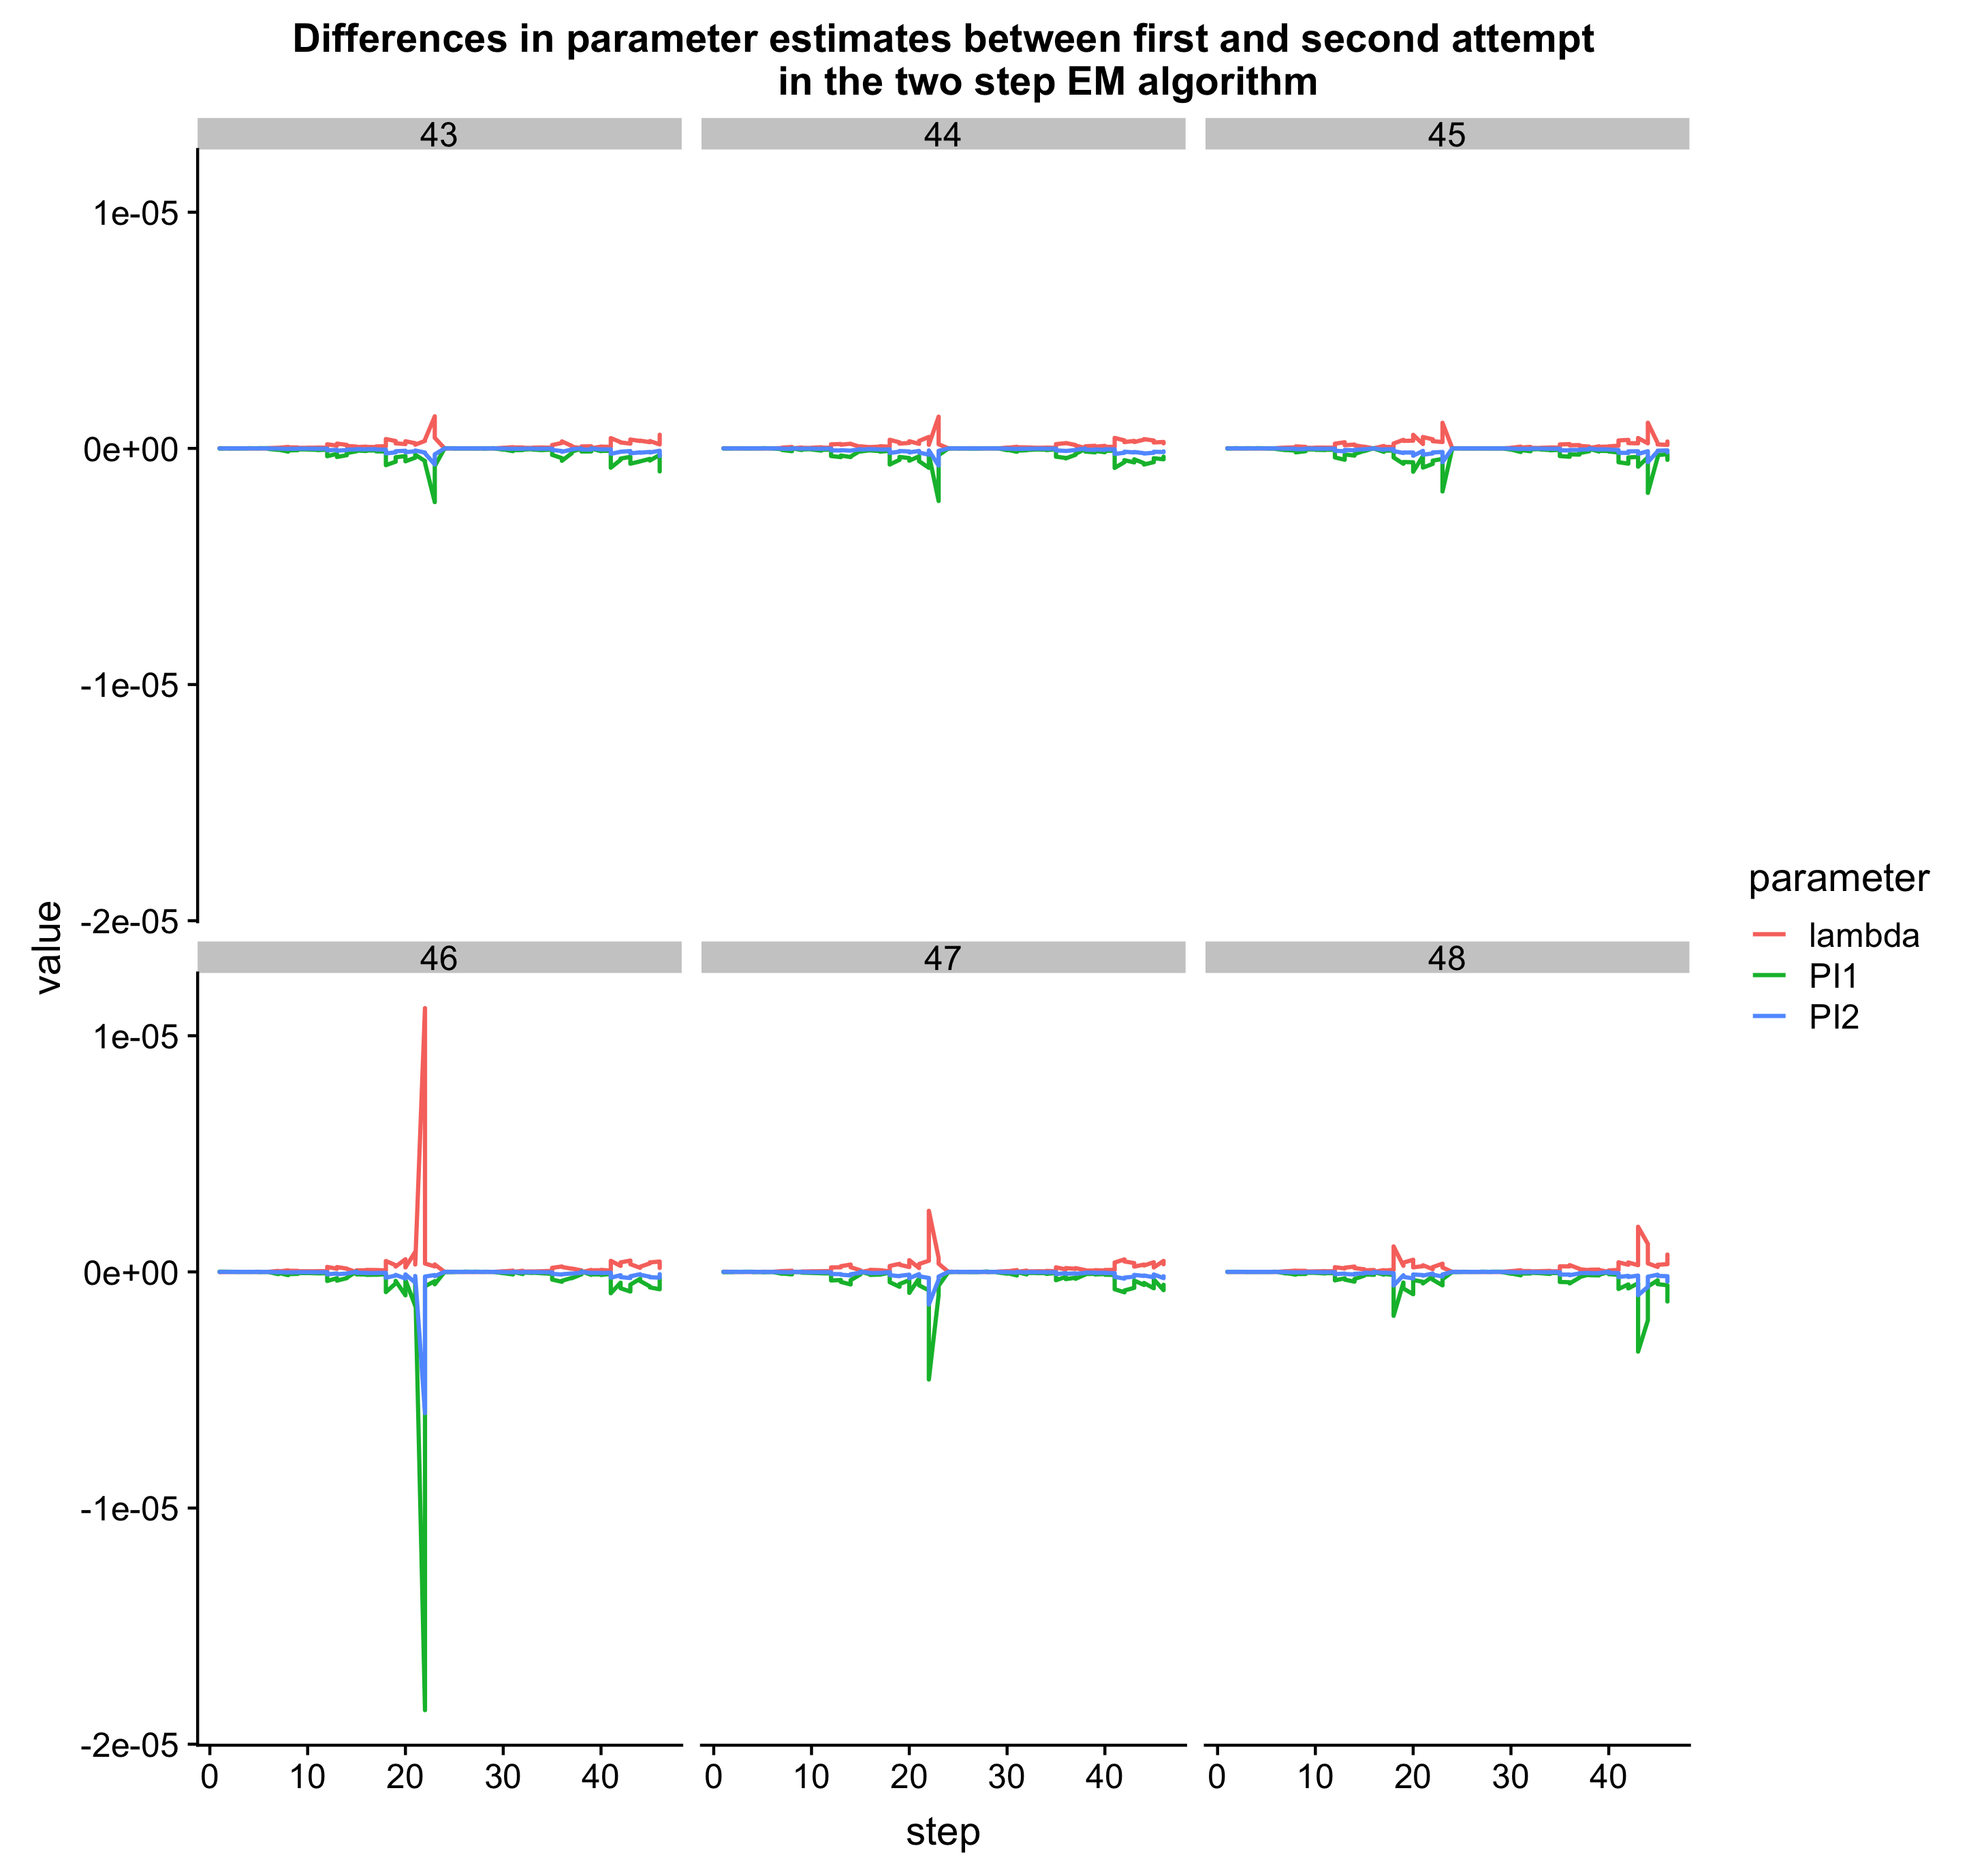 Differences in parameter estimates between first and second attempt
in the two step EM algorithm
43
44
45
1e-05
0e+00
-1e-05
-2e-05
value
46
47
48
1e-05
0e+00
-1e-05
-2e-05
0 10 20 30 40
0 10 20 30 40
0 10 20 30 40
step
parameter
lambda
PI1
PI2